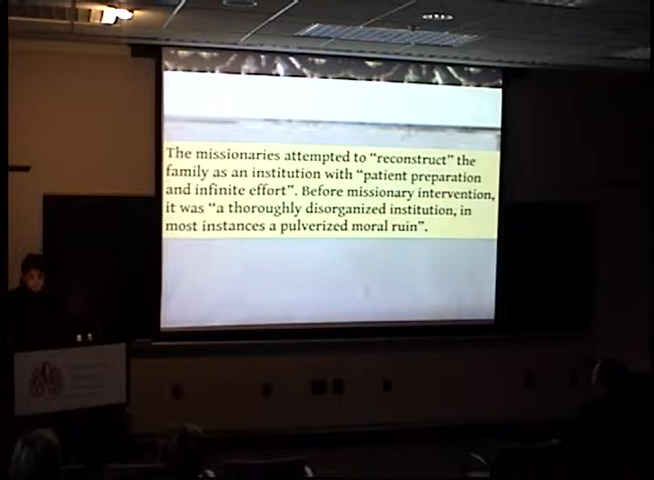 The missionaries attempted to “reconstruct” the
family as an institution with “patient preparation
and infinite effort”. Before missionary intervention,
it was “a thoroughly disorganized institution, in
most instances a pulverized moral ruin”.